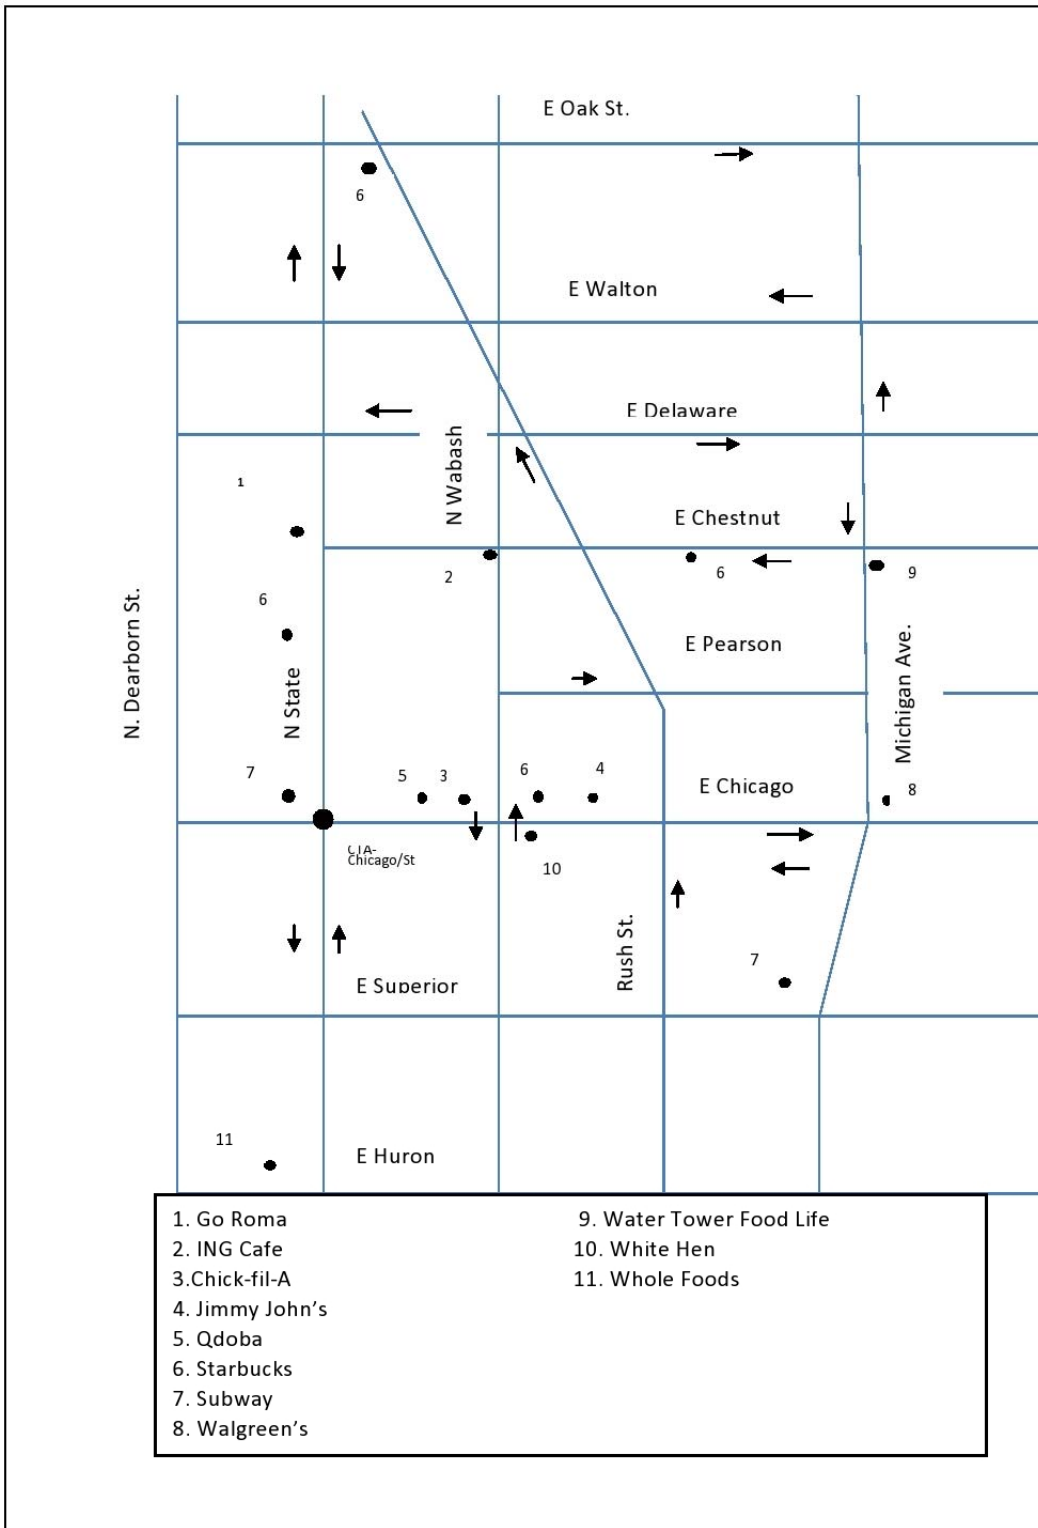 E Oak St.
6
E Walton
E Delaware
N Wabash
1
E Chestnut
2
6
9
6
E Pearson
N. Dearborn St.
N State
Michigan Ave.
7
5
3
6
4
E Chicago
8
CTA-
Chicago/St
10
Rush St.
7
E Superior
11
E Huron
1. Go Roma
2. ING Cafe
3.Chick-fil-A
4. Jimmy John’s
5. Qdoba
6. Starbucks
7. Subway
8. Walgreen’s
9. Water Tower Food Life
10. White Hen
11. Whole Foods